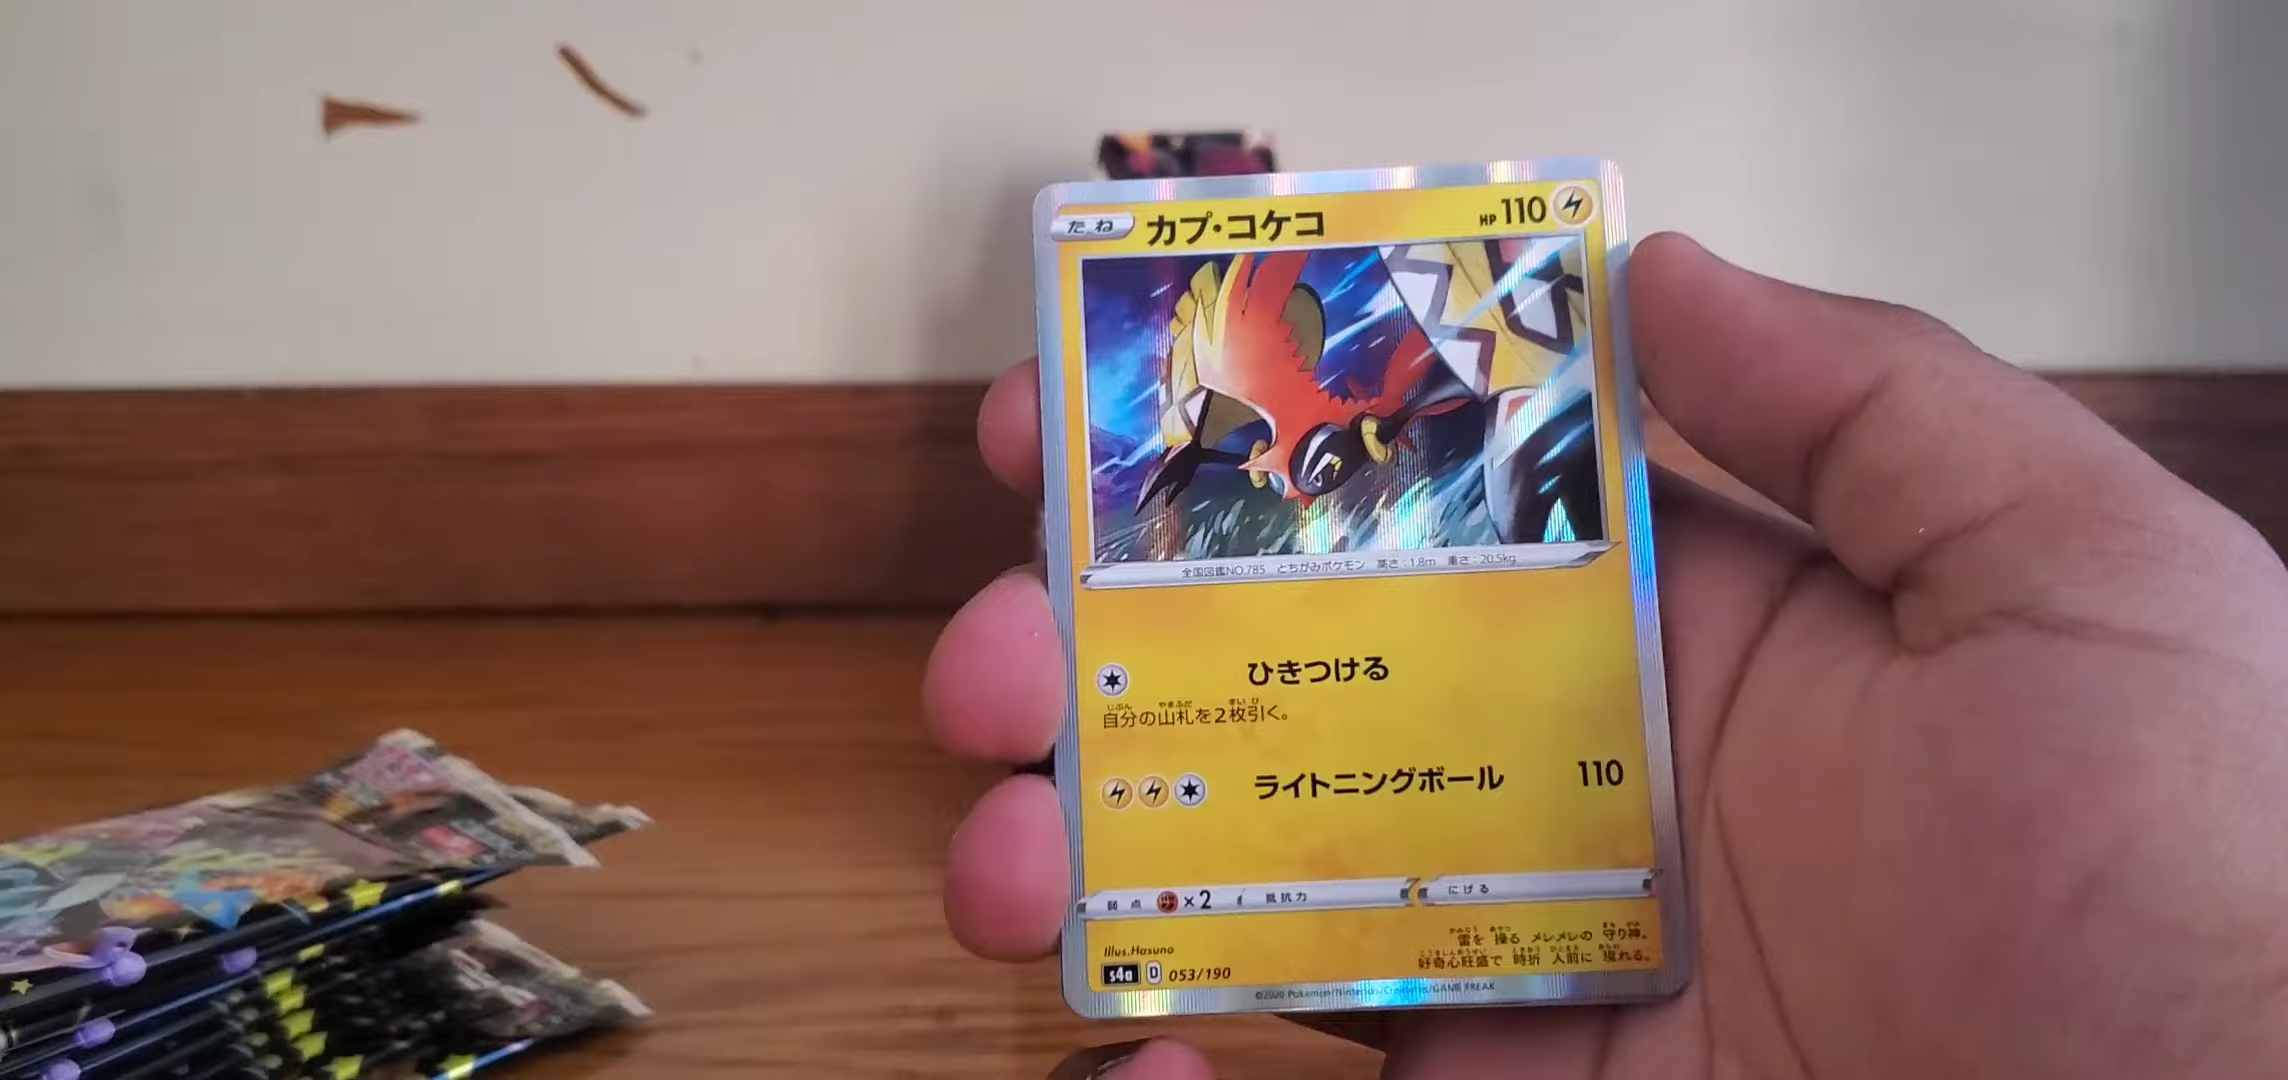 たね カプ・コケコ HP 110
全国図鑑NO.785 とちがみポケモン 高さ:1.8m 重さ:20.5kg
ひきつける
自分の山札を2枚引く。
ライトニングボール 110
弱点 ×2 抵抗力 にげる
Illus.Hasuno
雷を 操る メレメレの 守り神。
好奇心旺盛で 時折 人前に 現れる。
s4a D 053/190
©2020 Pokémon/Nintendo/Creatures/GAME FREAK